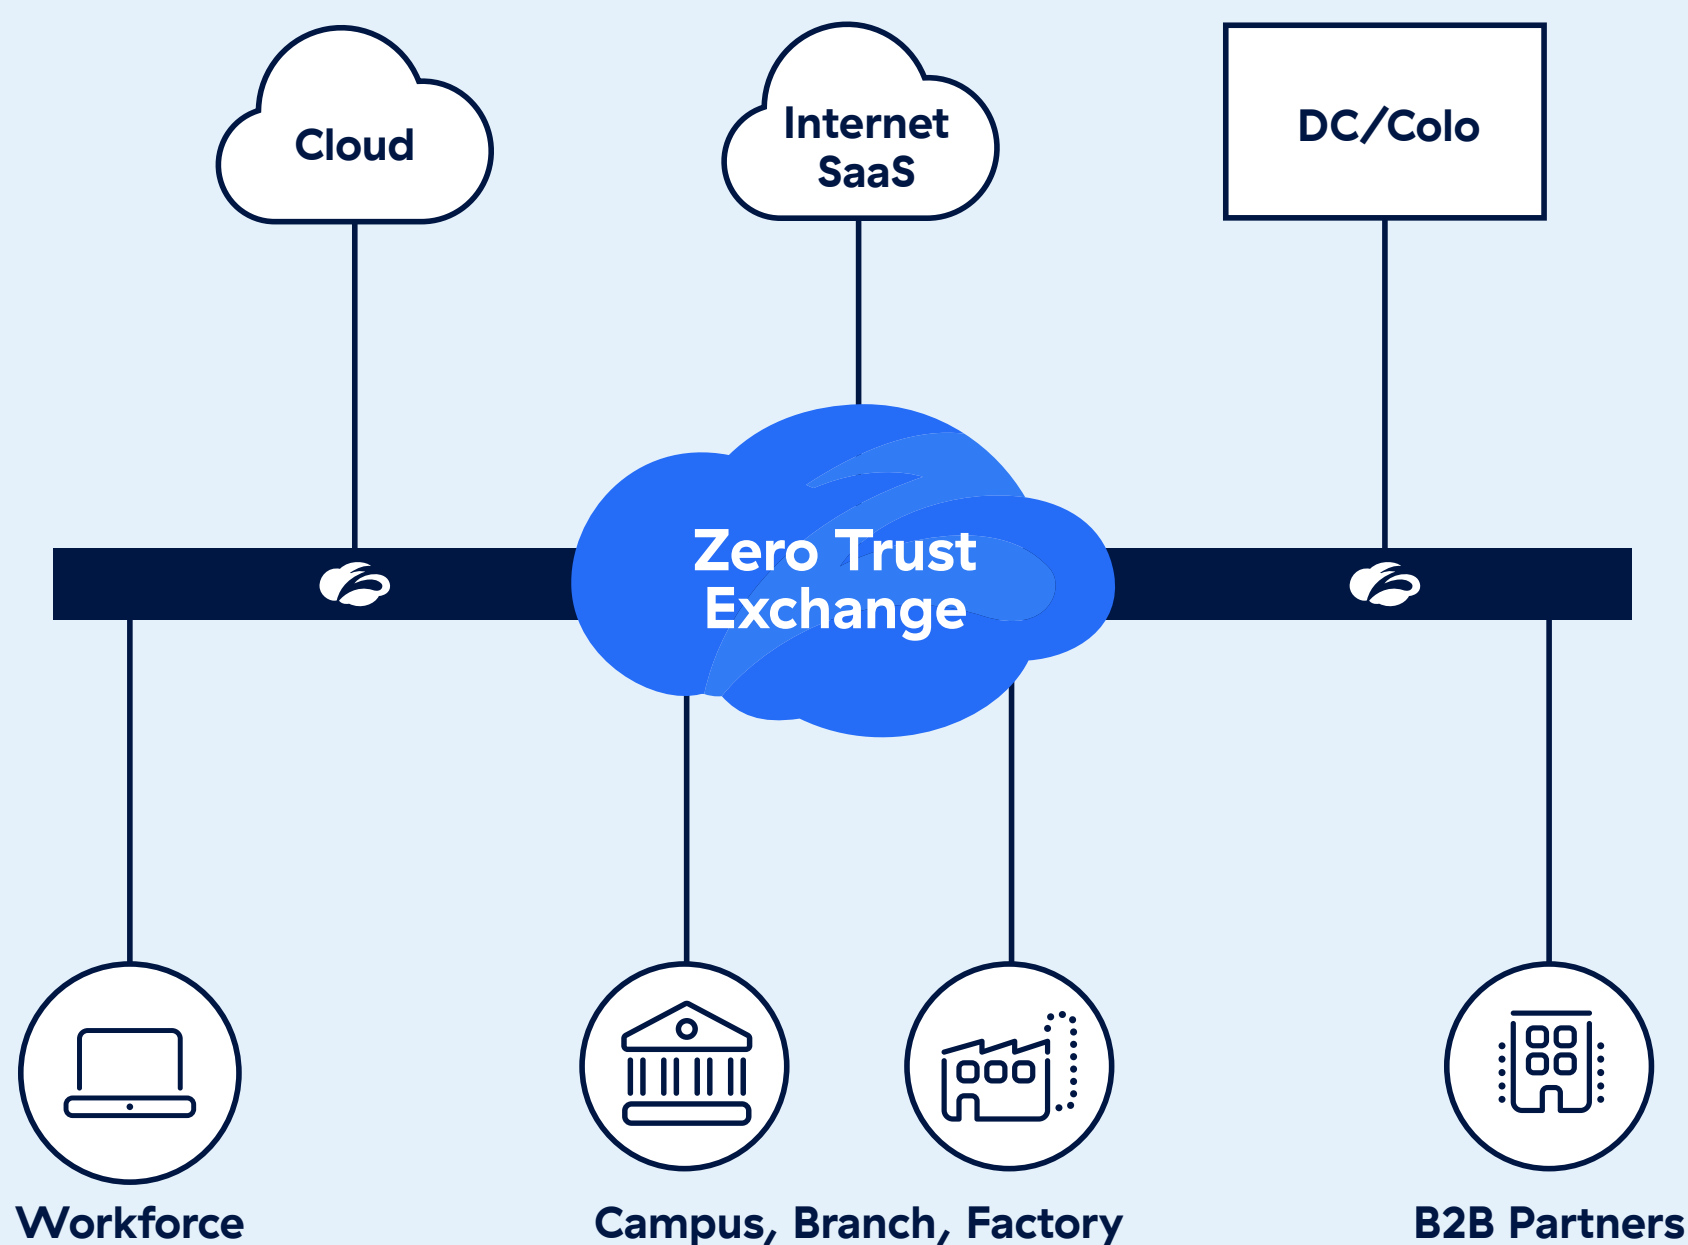 Cloud
Internet
SaaS
DC/Colo
Zero Trust
Exchange
Workforce
Campus, Branch, Factory
B2B Partners